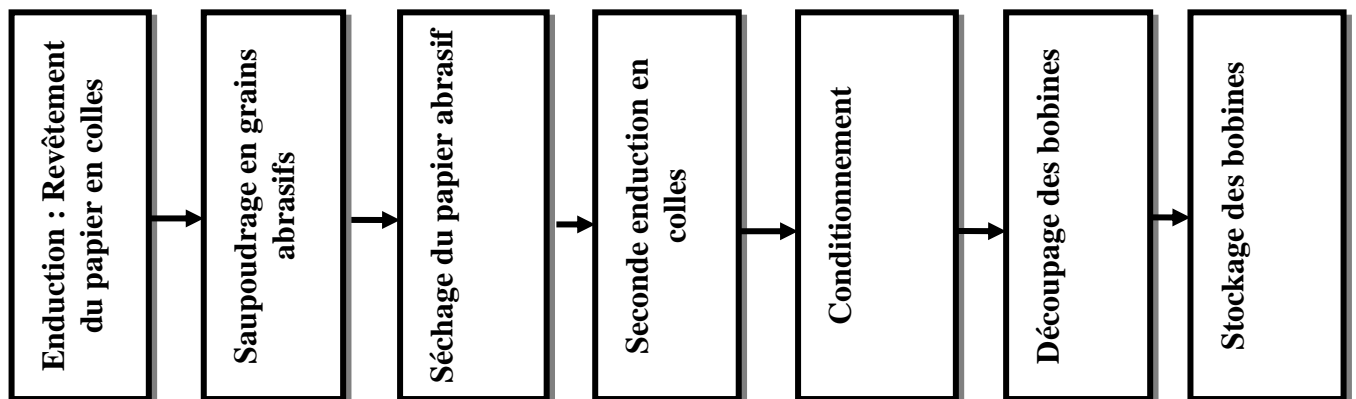 Enduction : Revêtement
du papier en colles
Saupoudrage en grains
abrasifs
Séchage du papier abrasif
Seconde enduction en
colles
Conditionnement
Découpage des bobines
Stockage des bobines